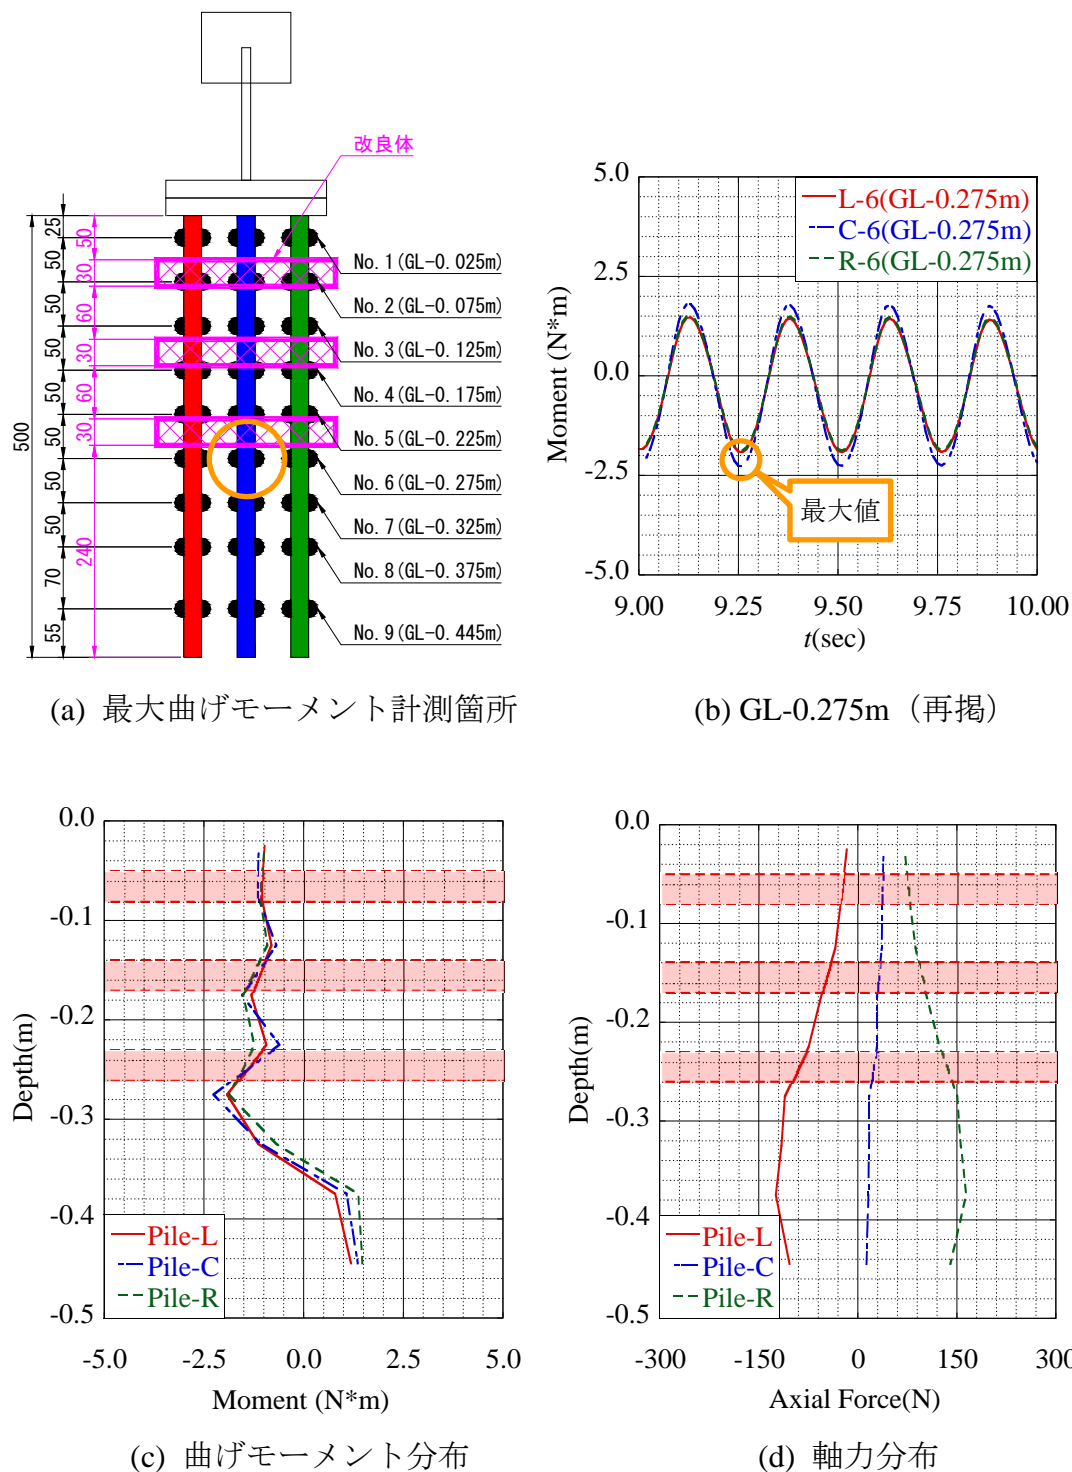 改良体
25
50
50
50
50
50
50
50
70
55
500
50
30
60
30
60
30
240
No. 1 (GL-0. 025m)
No. 2 (GL-0. 075m)
No. 3 (GL-0. 125m)
No. 4 (GL-0. 175m)
No. 5 (GL-0. 225m)
No. 6 (GL-0. 275m)
No. 7 (GL-0. 325m)
No. 8 (GL-0. 375m)
No. 9 (GL-0. 445m)
(a) 最大曲げモーメント計測箇所
5.0
2.5
0.0
-2.5
-5.0
Moment (N*m)
L-6(GL-0.275m)
C-6(GL-0.275m)
R-6(GL-0.275m)
最大値
9.00 9.25 9.50 9.75 10.00
t(sec)
(b) GL-0.275m（再掲）
0.0
-0.1
-0.2
-0.3
-0.4
-0.5
Depth(m)
Pile-L
Pile-C
Pile-R
-5.0 -2.5 0.0 2.5 5.0
Moment (N*m)
(c) 曲げモーメント分布
0.0
-0.1
-0.2
-0.3
-0.4
-0.5
Depth(m)
Pile-L
Pile-C
Pile-R
-300 -150 0 150 300
Axial Force(N)
(d) 軸力分布